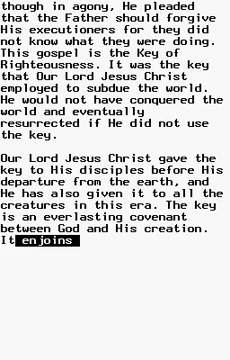 though in agony, He pleaded
that the Father should forgive
His executioners for they did
not know what they were doing.
This gospel is the Key of
Righteousness. It was the key
that Our Lord Jesus Christ
employed to subdue the world.
He would not have conquered the
world and eventually
resurrected if He did not use
the key.

Our Lord Jesus Christ gave the
key to His disciples before His
departure from the earth, and
He has also given it to all the
creatures in this era. The key
is an everlasting covenant
between God and His creation.
It enjoins